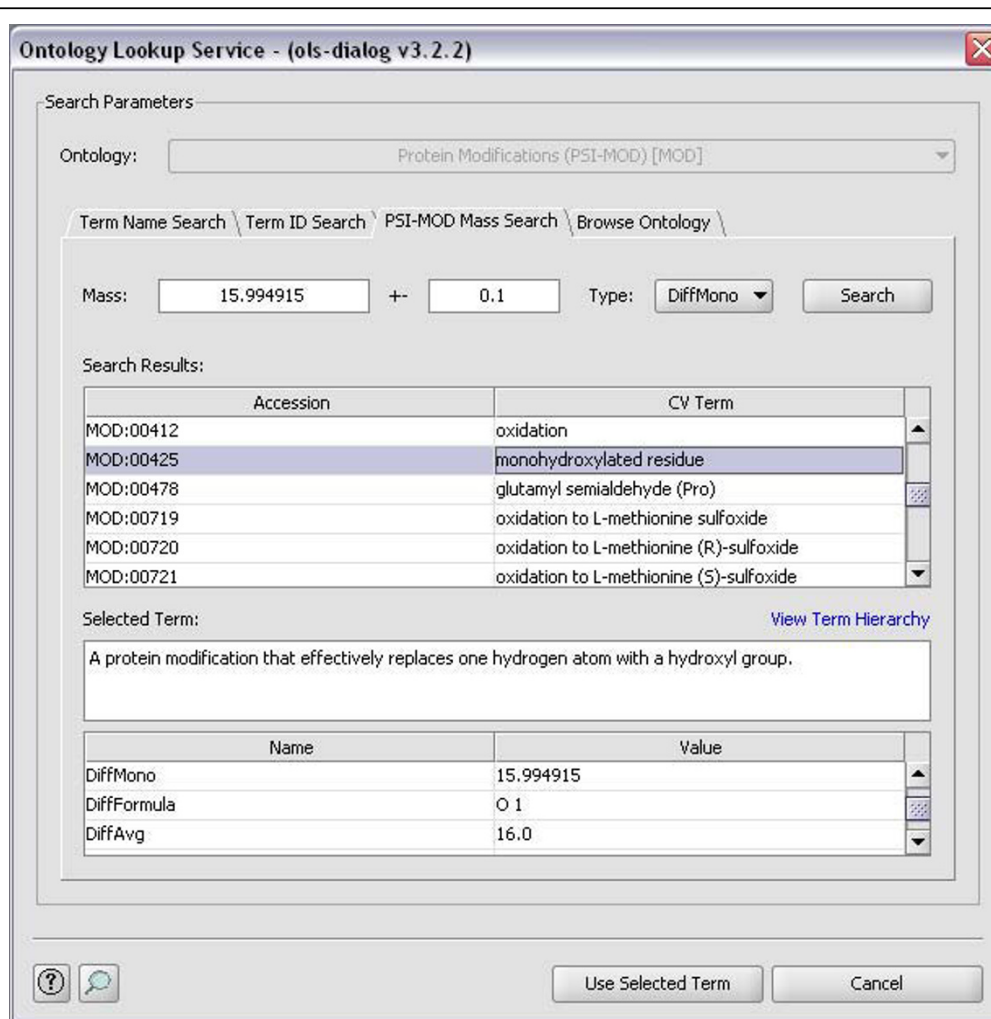 Ontology Lookup Service - (ols-dialog v3.2.2)
Search Parameters
Ontology: Protein Modifications (PSI-MOD) [MOD]
Term Name Search Term ID Search PSI-MOD Mass Search Browse Ontology
Mass: 15.994915 +- 0.1 Type: DiffMono Search
Search Results:
Accession CV Term
MOD:00412 oxidation
MOD:00425 monohydroxylated residue
MOD:00478 glutamyl semialdehyde (Pro)
MOD:00719 oxidation to L-methionine sulfoxide
MOD:00720 oxidation to L-methionine (R)-sulfoxide
MOD:00721 oxidation to L-methionine (S)-sulfoxide
Selected Term: View Term Hierarchy
A protein modification that effectively replaces one hydrogen atom with a hydroxyl group.
Name Value
DiffMono 15.994915
DiffFormula O 1
DiffAvg 16.0
? Use Selected Term Cancel